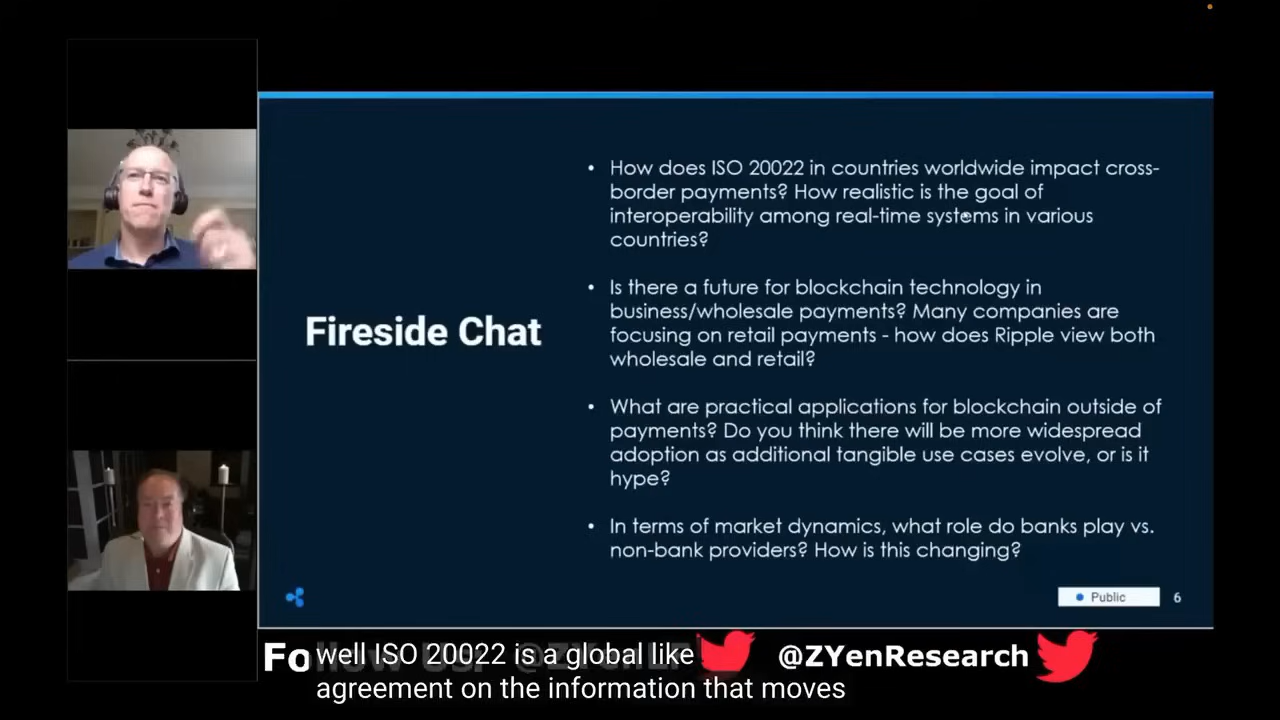 Fireside Chat
• How does ISO 20022 in countries worldwide impact cross-
border payments? How realistic is the goal of
interoperability among real-time systems in various
countries?
• Is there a future for blockchain technology in
business/wholesale payments? Many companies are
focusing on retail payments - how does Ripple view both
wholesale and retail?
• What are practical applications for blockchain outside of
payments? Do you think there will be more widespread
adoption as additional tangible use cases evolve, or is it
hype?
• In terms of market dynamics, what role do banks play vs.
non-bank providers? How is this changing?
Public 6
@ZYenResearch
well ISO 20022 is a global like
agreement on the information that moves